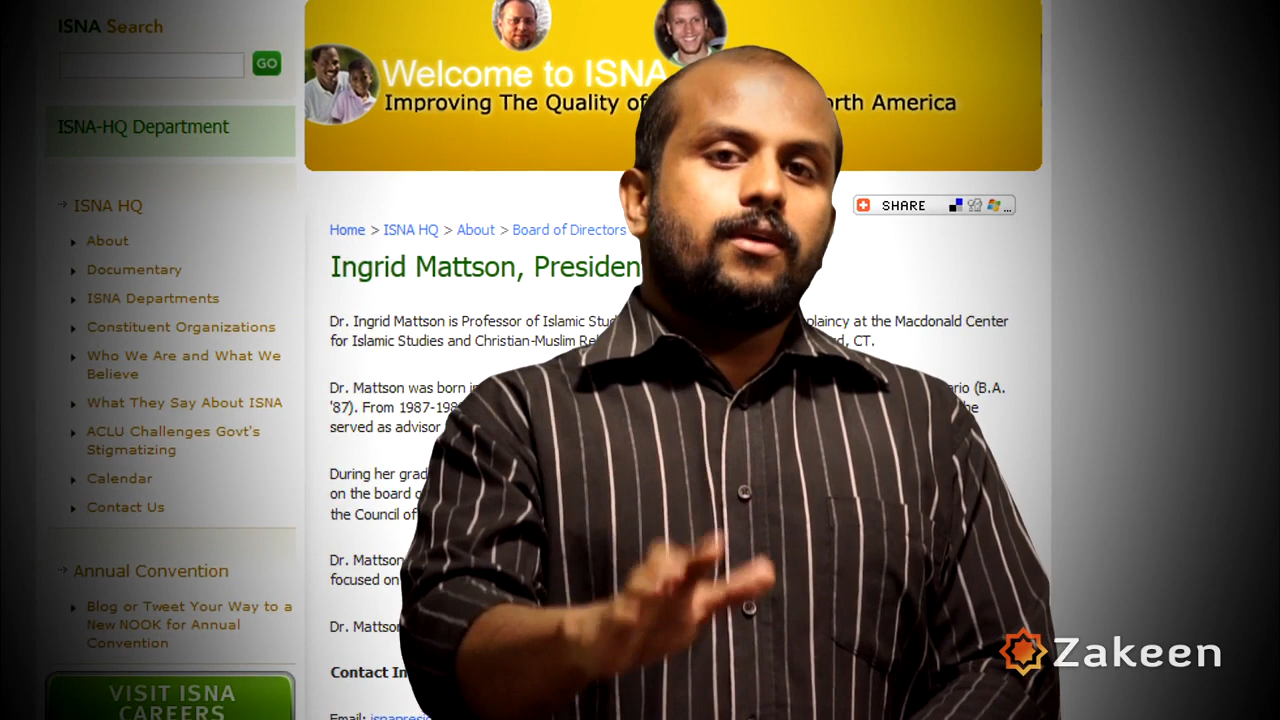 ISNA Search
GO
ISNA-HQ Department
ISNA HQ
About
Documentary
ISNA Departments
Constituent Organizations
Who We Are and What We
Believe
What They Say About ISNA
ACLU Challenges Govt's
Stigmatizing
Calendar
Contact Us
Annual Convention
Blog or Tweet Your Way to a
New NOOK for Annual
Convention
VISIT ISNA
CAREERS
Welcome to ISNA
Improving The Quality of orth America
SHARE ...
Home > ISNA HQ > About > Board of Directors
Ingrid Mattson, Presiden
Dr. Ingrid Mattson is Professor of Islamic Stud plaincy at the Macdonald Center
for Islamic Studies and Christian-Muslim Rel d, CT.
Dr. Mattson was born in ario (B.A.
'87). From 1987-198 he
served as advisor
During her grad
on the board o
the Council of
Dr. Mattson
focused on
Dr. Mattson
Contact In
Email: isnapresi
Zakeen